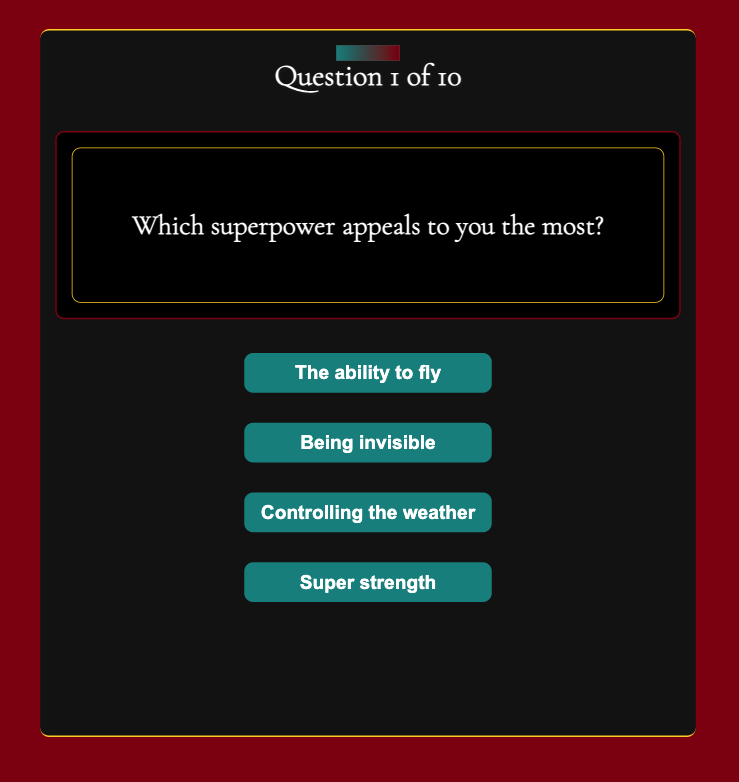 Question 1 of 10
Which superpower appeals to you the most?
The ability to fly
Being invisible
Controlling the weather
Super strength